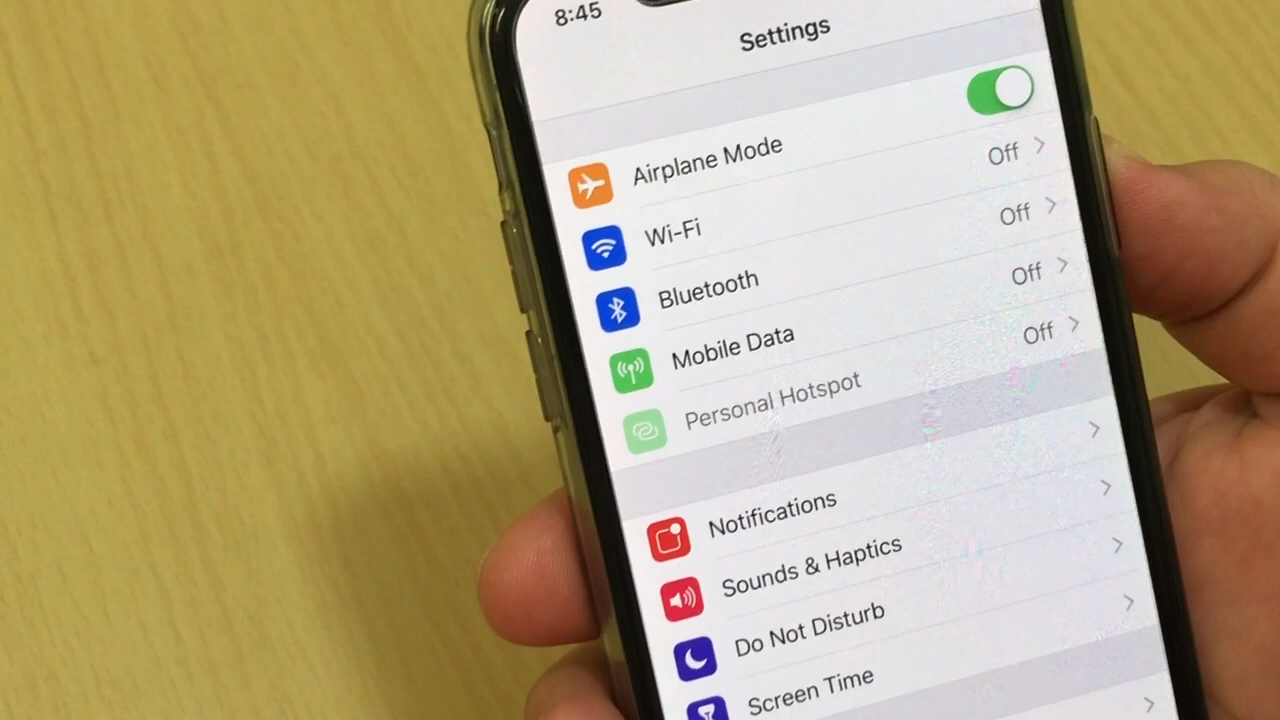 8:45
Settings
Airplane Mode
Wi-Fi Off
Bluetooth Off
Mobile Data Off
Personal Hotspot Off
Notifications
Sounds & Haptics
Do Not Disturb
Screen Time